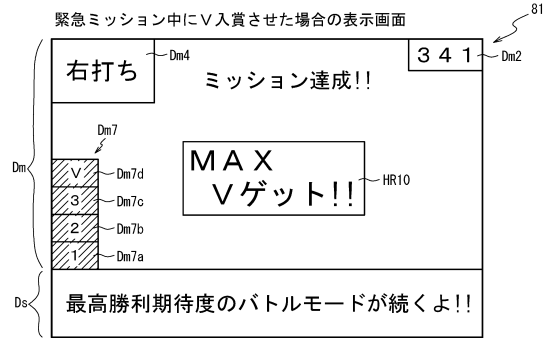 緊急ミッション中にV入賞させた場合の表示画面
81
右打ち
Dm4
ミッション達成!!
341
Dm2
Dm
Dm7
V
Dm7d
3
Dm7c
2
Dm7b
1
Dm7a
MAX
Vゲット!!
HR10
Ds
最高勝利期待度のバトルモードが続くよ!!